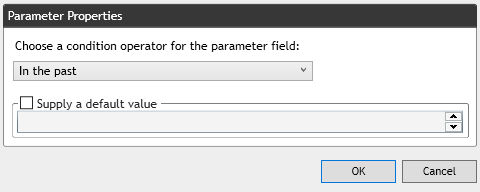 Parameter Properties
Choose a condition operator for the parameter field:
In the past
Supply a default value
OK
Cancel